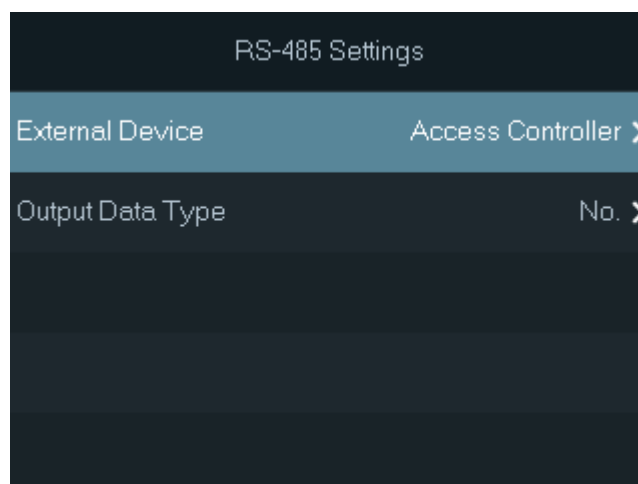 RS-485 Settings
External Device Access Controller
Output Data Type No.